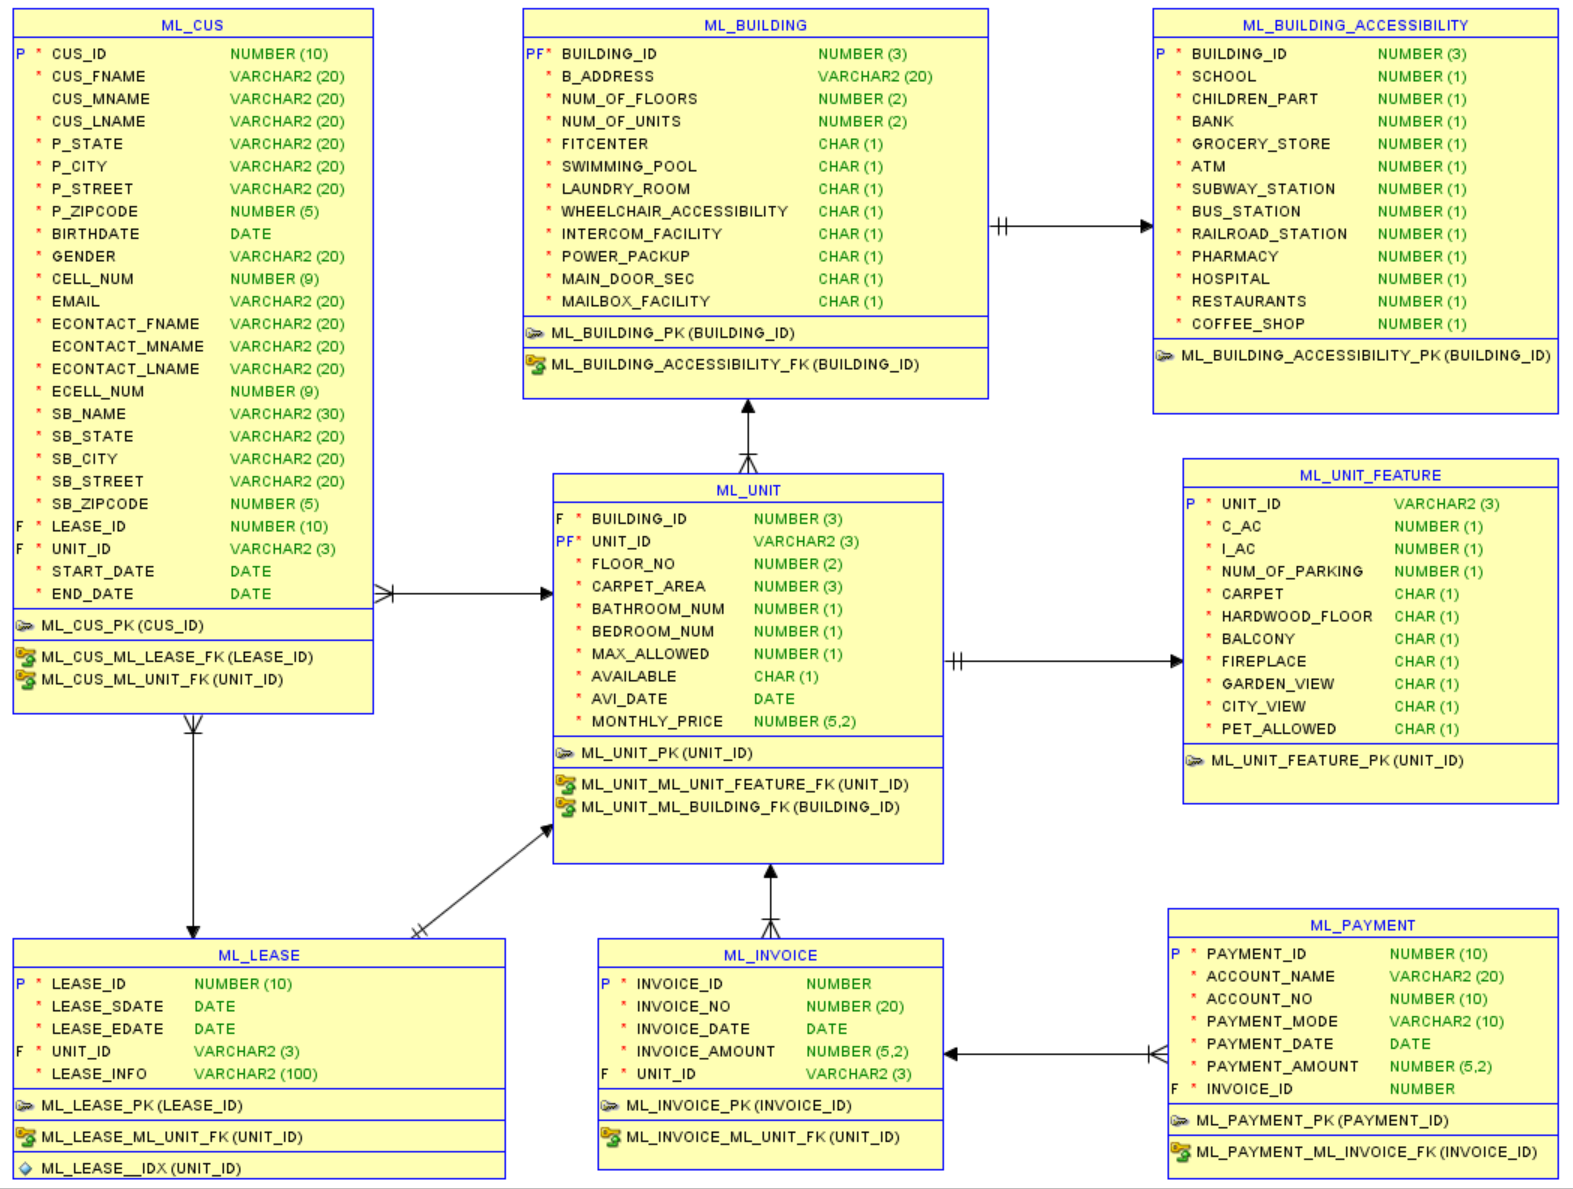 ML_CUS
P * CUS_ID NUMBER (10)
* CUS_FNAME VARCHAR2 (20)
CUS_MNAME VARCHAR2 (20)
* CUS_LNAME VARCHAR2 (20)
* P_STATE VARCHAR2 (20)
* P_CITY VARCHAR2 (20)
* P_STREET VARCHAR2 (20)
* P_ZIPCODE NUMBER (5)
* BIRTHDATE DATE
* GENDER VARCHAR2 (20)
* CELL_NUM NUMBER (9)
* EMAIL VARCHAR2 (20)
* ECONTACT_FNAME VARCHAR2 (20)
ECONTACT_MNAME VARCHAR2 (20)
* ECONTACT_LNAME VARCHAR2 (20)
* ECELL_NUM NUMBER (9)
* SB_NAME VARCHAR2 (30)
* SB_STATE VARCHAR2 (20)
* SB_CITY VARCHAR2 (20)
* SB_STREET VARCHAR2 (20)
* SB_ZIPCODE NUMBER (5)
F * LEASE_ID NUMBER (10)
F * UNIT_ID VARCHAR2 (3)
* START_DATE DATE
* END_DATE DATE
ML_CUS_PK (CUS_ID)
ML_CUS_ML_LEASE_FK (LEASE_ID)
ML_CUS_ML_UNIT_FK (UNIT_ID)
ML_BUILDING
PF* BUILDING_ID NUMBER (3)
* B_ADDRESS VARCHAR2 (20)
* NUM_OF_FLOORS NUMBER (2)
* NUM_OF_UNITS NUMBER (2)
* FITCENTER CHAR (1)
* SWIMMING_POOL CHAR (1)
* LAUNDRY_ROOM CHAR (1)
* WHEELCHAIR_ACCESSIBILITY CHAR (1)
* INTERCOM_FACILITY CHAR (1)
* POWER_PACKUP CHAR (1)
* MAIN_DOOR_SEC CHAR (1)
* MAILBOX_FACILITY CHAR (1)
ML_BUILDING_PK (BUILDING_ID)
ML_BUILDING_ACCESSIBILITY_FK (BUILDING_ID)
ML_BUILDING_ACCESSIBILITY
P * BUILDING_ID NUMBER (3)
* SCHOOL NUMBER (1)
* CHILDREN_PART NUMBER (1)
* BANK NUMBER (1)
* GROCERY_STORE NUMBER (1)
* ATM NUMBER (1)
* SUBWAY_STATION NUMBER (1)
* BUS_STATION NUMBER (1)
* RAILROAD_STATION NUMBER (1)
* PHARMACY NUMBER (1)
* HOSPITAL NUMBER (1)
* RESTAURANTS NUMBER (1)
* COFFEE_SHOP NUMBER (1)
ML_BUILDING_ACCESSIBILITY_PK (BUILDING_ID)
ML_UNIT
F * BUILDING_ID NUMBER (3)
PF* UNIT_ID VARCHAR2 (3)
* FLOOR_NO NUMBER (2)
* CARPET_AREA NUMBER (3)
* BATHROOM_NUM NUMBER (1)
* BEDROOM_NUM NUMBER (1)
* MAX_ALLOWED NUMBER (1)
* AVAILABLE CHAR (1)
* AVI_DATE DATE
* MONTHLY_PRICE NUMBER (5,2)
ML_UNIT_PK (UNIT_ID)
ML_UNIT_ML_UNIT_FEATURE_FK (UNIT_ID)
ML_UNIT_ML_BUILDING_FK (BUILDING_ID)
ML_UNIT_FEATURE
P * UNIT_ID VARCHAR2 (3)
* C_AC NUMBER (1)
* I_AC NUMBER (1)
* NUM_OF_PARKING NUMBER (1)
* CARPET CHAR (1)
* HARDWOOD_FLOOR CHAR (1)
* BALCONY CHAR (1)
* FIREPLACE CHAR (1)
* GARDEN_VIEW CHAR (1)
* CITY_VIEW CHAR (1)
* PET_ALLOWED CHAR (1)
ML_UNIT_FEATURE_PK (UNIT_ID)
ML_LEASE
P * LEASE_ID NUMBER (10)
* LEASE_SDATE DATE
* LEASE_EDATE DATE
F * UNIT_ID VARCHAR2 (3)
* LEASE_INFO VARCHAR2 (100)
ML_LEASE_PK (LEASE_ID)
ML_LEASE_ML_UNIT_FK (UNIT_ID)
ML_LEASE__IDX (UNIT_ID)
ML_INVOICE
P * INVOICE_ID NUMBER
* INVOICE_NO NUMBER (20)
* INVOICE_DATE DATE
* INVOICE_AMOUNT NUMBER (5,2)
F * UNIT_ID VARCHAR2 (3)
ML_INVOICE_PK (INVOICE_ID)
ML_INVOICE_ML_UNIT_FK (UNIT_ID)
ML_PAYMENT
P * PAYMENT_ID NUMBER (10)
* ACCOUNT_NAME VARCHAR2 (20)
* ACCOUNT_NO NUMBER (10)
* PAYMENT_MODE VARCHAR2 (10)
* PAYMENT_DATE DATE
* PAYMENT_AMOUNT NUMBER (5,2)
F * INVOICE_ID NUMBER
ML_PAYMENT_PK (PAYMENT_ID)
ML_PAYMENT_ML_INVOICE_FK (INVOICE_ID)